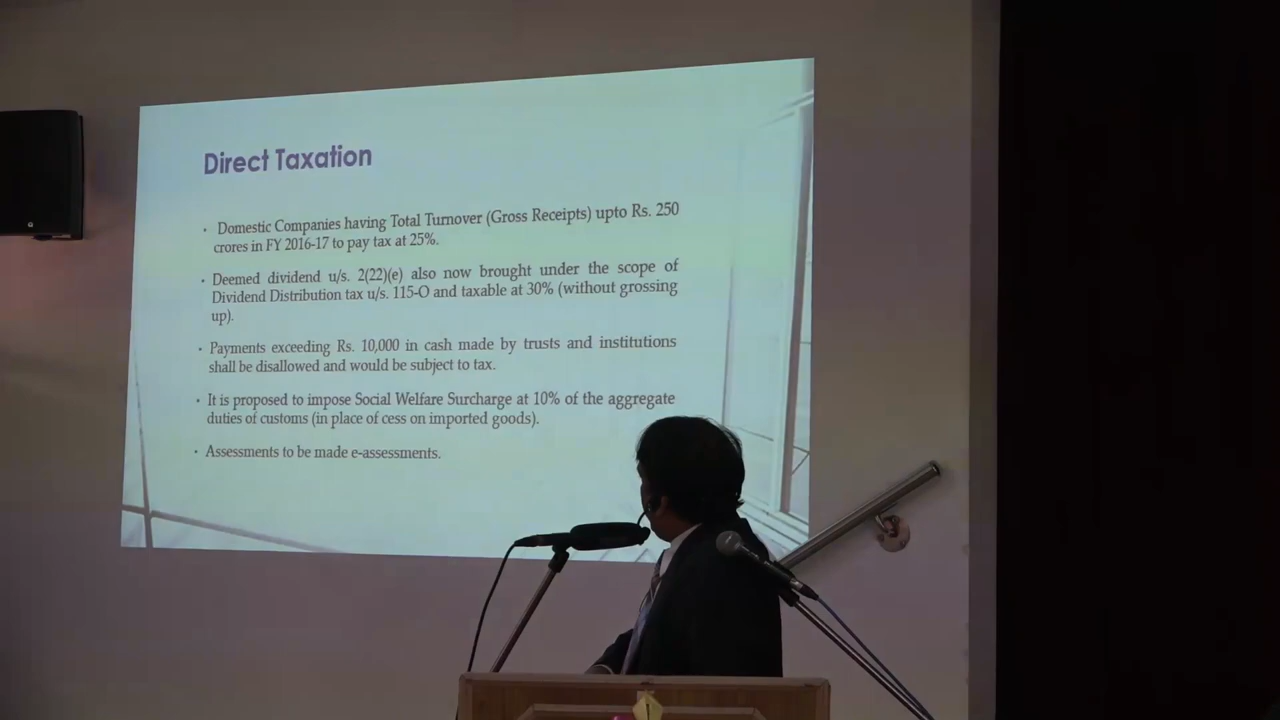 Direct Taxation
· Domestic Companies having Total Turnover (Gross Receipts) upto Rs. 250
crores in FY 2016-17 to pay tax at 25%.
· Deemed dividend u/s. 2(22)(e) also now brought under the scope of
Dividend Distribution tax u/s. 115-O and taxable at 30% (without grossing
up).
· Payments exceeding Rs. 10,000 in cash made by trusts and institutions
shall be disallowed and would be subject to tax.
· It is proposed to impose Social Welfare Surcharge at 10% of the aggregate
duties of customs (in place of cess on imported goods).
· Assessments to be made e-assessments.